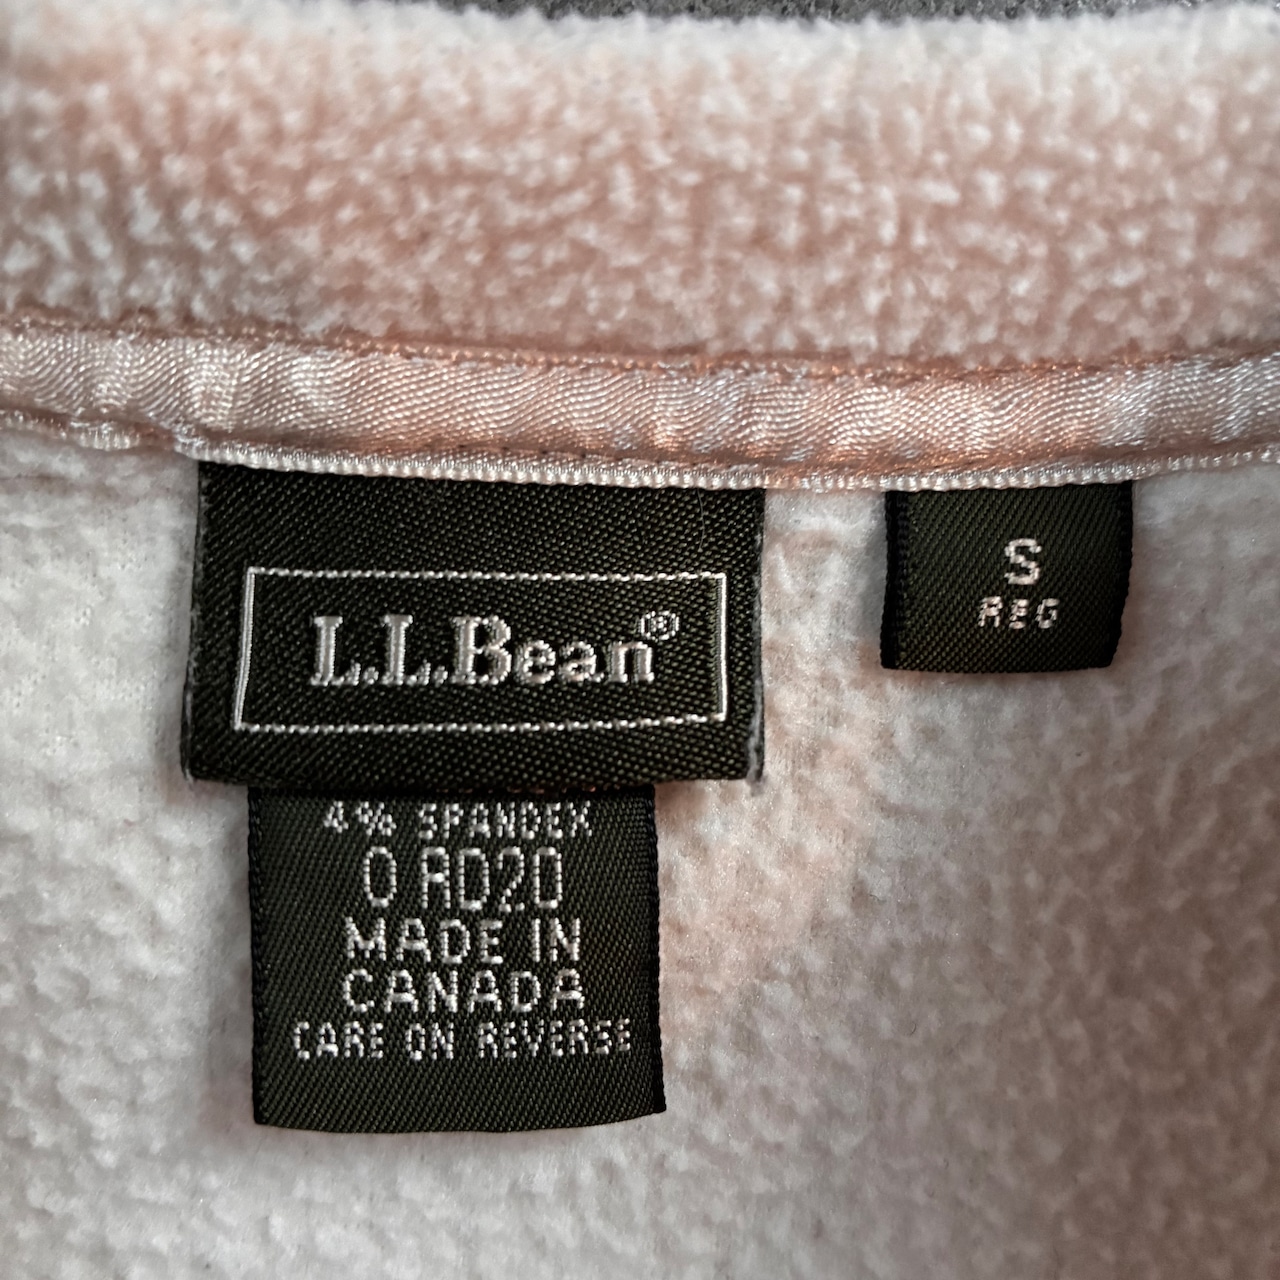 L.L.Bean®
S
REG
4% SPANDEX
0 RD20
MADE IN
CANADA
CARE ON REVERSE